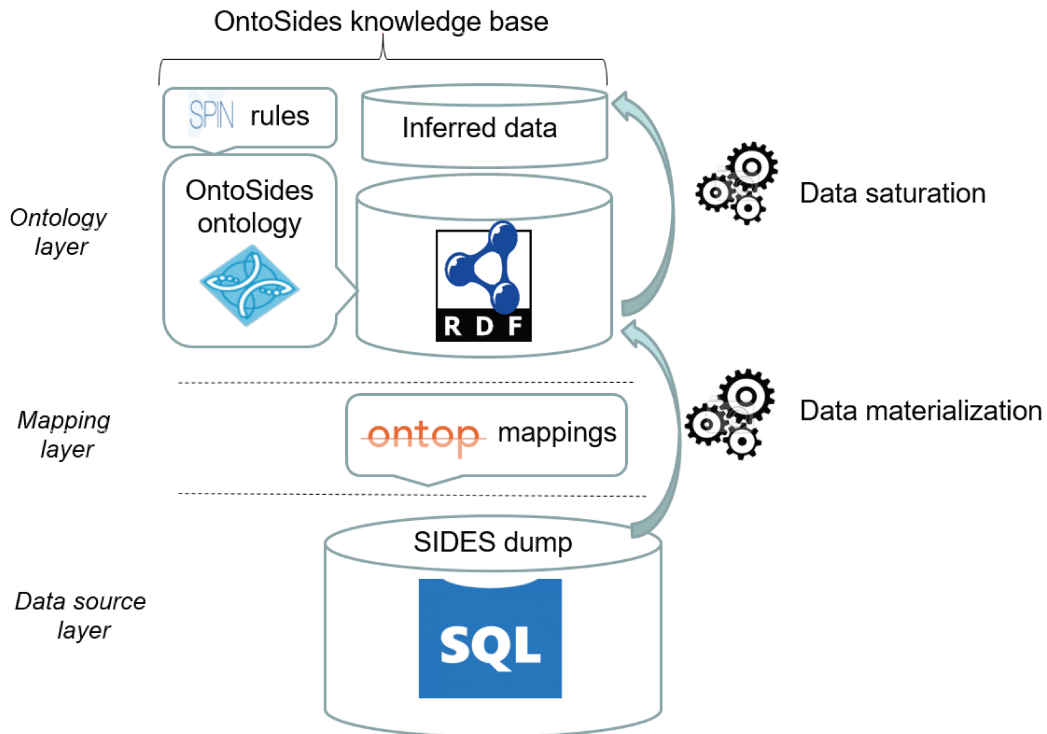 OntoSides knowledge base
SPIN rules
Inferred data
OntoSides
ontology
RDF
Ontology
layer
Data saturation
Mapping
layer
ontop mappings
Data materialization
SIDES dump
SQL
Data source
layer